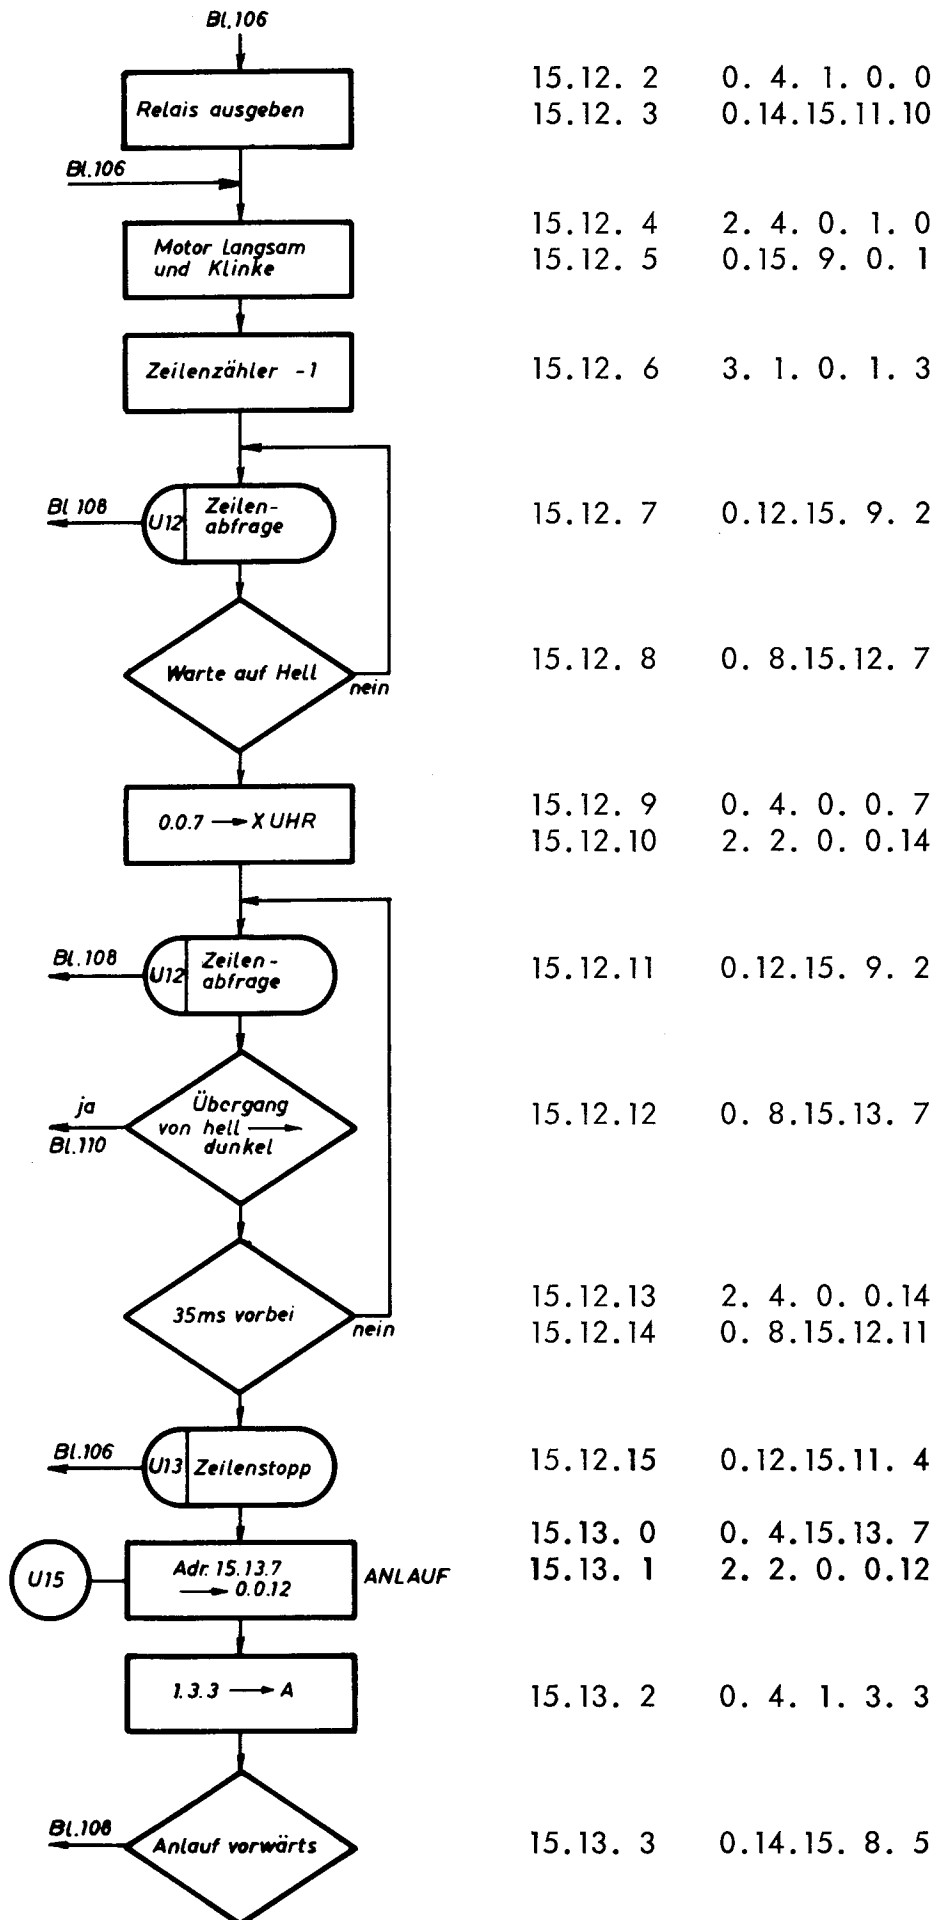 Bl.106
Relais ausgeben
15.12. 2 0. 4. 1. 0. 0
15.12. 3 0.14.15.11.10
Bl.106
Motor langsam
und Klinke
15.12. 4 2. 4. 0. 1. 0
15.12. 5 0.15. 9. 0. 1
Zeilenzähler -1
15.12. 6 3. 1. 0. 1. 3
Bl 108
U12
Zeilen-
abfrage
15.12. 7 0.12.15. 9. 2
Warte auf Hell
nein
15.12. 8 0. 8.15.12. 7
0.0.7 → X UHR
15.12. 9 0. 4. 0. 0. 7
15.12.10 2. 2. 0. 0.14
Bl.108
U12
Zeilen-
abfrage
15.12.11 0.12.15. 9. 2
ja
Bl.110
Übergang
von hell →
dunkel
15.12.12 0. 8.15.13. 7
35ms vorbei
nein
15.12.13 2. 4. 0. 0.14
15.12.14 0. 8.15.12.11
Bl.106
U13 Zeilenstopp
15.12.15 0.12.15.11. 4
U15
Adr. 15.13.7
→ 0.0.12
ANLAUF
15.13. 0 0. 4.15.13. 7
15.13. 1 2. 2. 0. 0.12
1.3.3 → A
15.13. 2 0. 4. 1. 3. 3
Bl.108
Anlauf vorwärts
15.13. 3 0.14.15. 8. 5